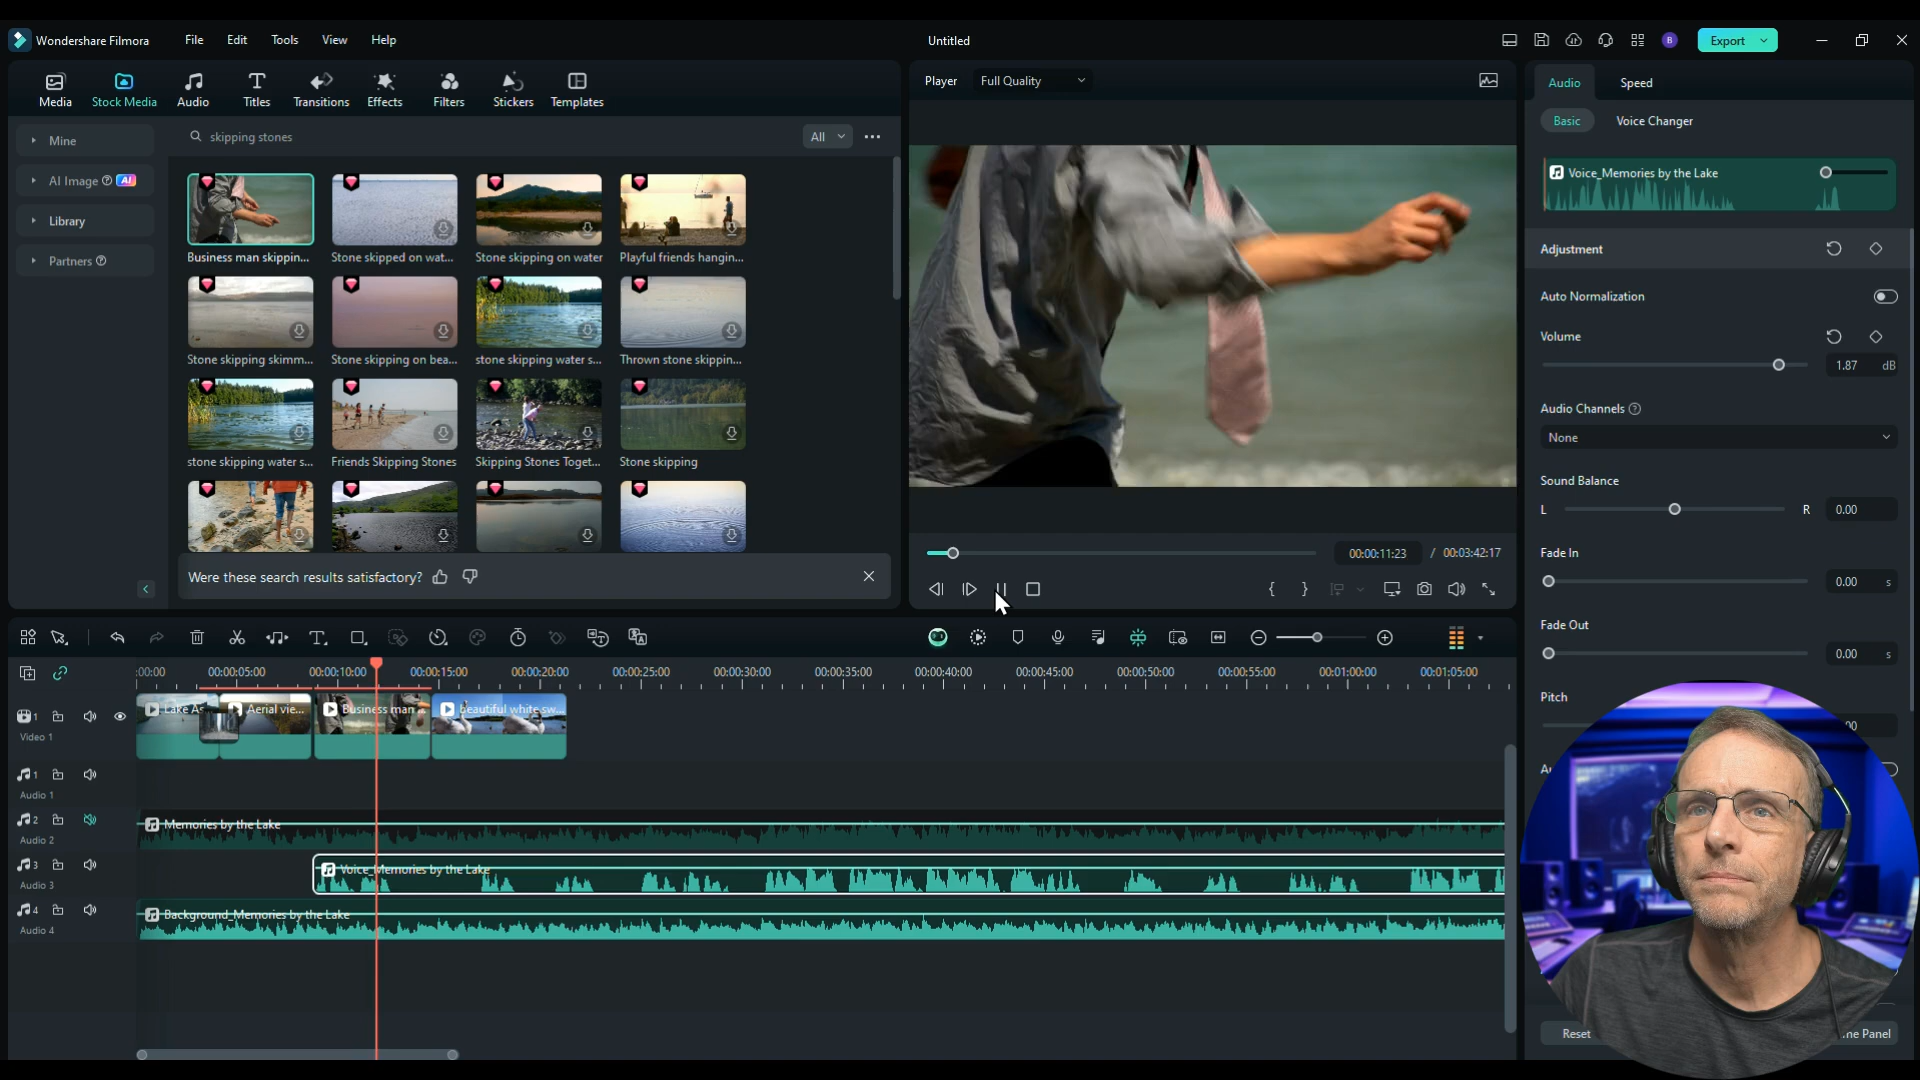 Wondershare Filmora
File
Edit
Tools
View
Help
Untitled
B
Export
Media
Stock Media
Audio
Titles
Transitions
Effects
Filters
Stickers
Templates
Player
Full Quality
Audio
Speed
Mine
AI Image
AI
Library
Partners
skipping stones
All
Basic
Voice Changer
Voice_Memories by the Lake
Business man skippin...
Stone skipped on wat...
Stone skipping on water
Playful friends hangin...
Stone skipping skimm...
Stone skipping on bea...
stone skipping water s...
Thrown stone skippin...
stone skipping water s...
Friends Skipping Stones
Skipping Stones Toget...
Stone skipping
Were these search results satisfactory?
Adjustment
Auto Normalization
Volume
1.87 dB
Audio Channels
None
Sound Balance
L
R
0.00
Fade In
0.00 s
Fade Out
0.00 s
Pitch
00
Reset
00:00:11:23 / 00:03:42:17
:00:00
00:00:05:00
00:00:10:00
00:00:15:00
00:00:20:00
00:00:25:00
00:00:30:00
00:00:35:00
00:00:40:00
00:00:45:00
00:00:50:00
00:00:55:00
00:01:00:00
00:01:05:00
1
Video 1
Lake As
Aerial vie...
Business man ...
beautiful white sw...
1
Audio 1
2
Audio 2
Memories by the Lake
3
Audio 3
Voice_Memories by the Lake
4
Audio 4
Background_Memories by the Lake
ne Panel